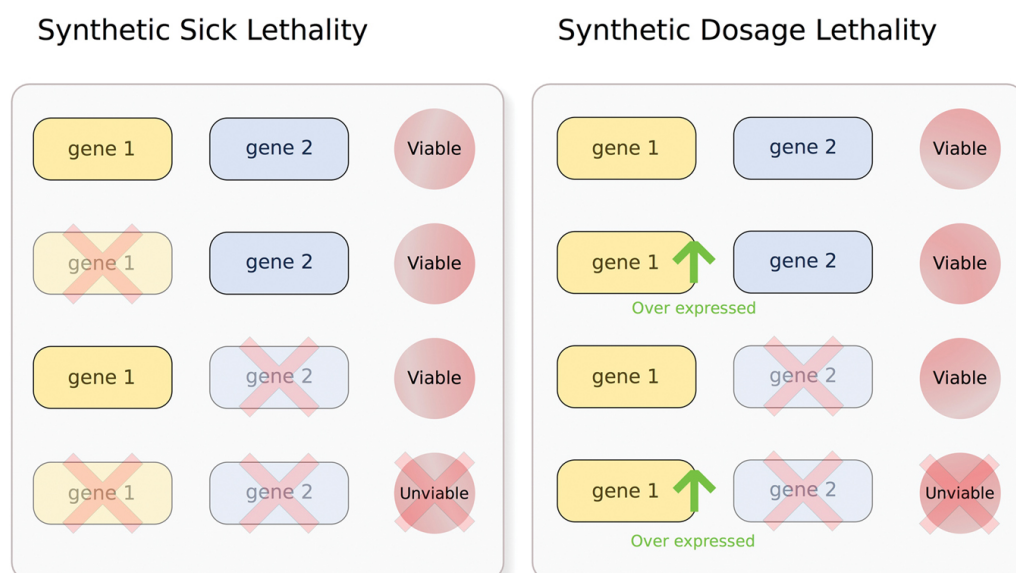 Synthetic Sick Lethality
gene 1 gene 2 Viable
gene 1 gene 2 Viable
gene 1 gene 2 Viable
gene 1 gene 2 Unviable
Synthetic Dosage Lethality
gene 1 gene 2 Viable
gene 1 gene 2 Viable
Over expressed
gene 1 gene 2 Viable
gene 1 gene 2 Unviable
Over expressed